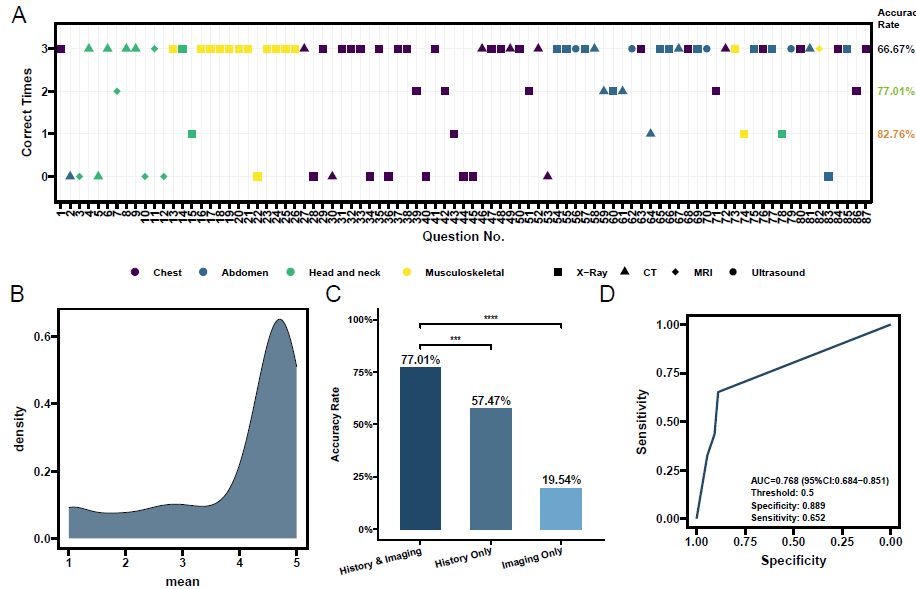 A
Accurac
Rate
Correct Times
3
2
1
0
66.67%
77.01%
82.76%
1 2 3 4 5 6 7 8 9 10 11 12 13 14 15 16 17 18 19 20 21 22 23 24 25 26 27 28 29 30 31 32 33 34 35 36 37 38 39 40 41 42 43 44 45 46 47 48 49 50 51 52 53 54 55 56 57 58 59 60 61 62 63 64 65 66 67 68 69 70 71 72 73 74 75 76 77 78 79 80 81 82 83 84 85 86 87
Question No.
Chest Abdomen Head and neck Musculoskeletal X−Ray CT MRI Ultrasound
B
density
0.6
0.4
0.2
0.0
1 2 3 4 5
mean
C
Accuracy Rate
100%
75%
50%
25%
0%
****
***
77.01%
57.47%
19.54%
History & Imaging
History Only
Imaging Only
D
Sensitivity
1.00
0.75
0.50
0.25
0.00
AUC=0.768 (95%CI:0.684−0.851)
Threshold: 0.5
Specificity: 0.889
Sensitivity: 0.652
1.00 0.75 0.50 0.25 0.00
Specificity